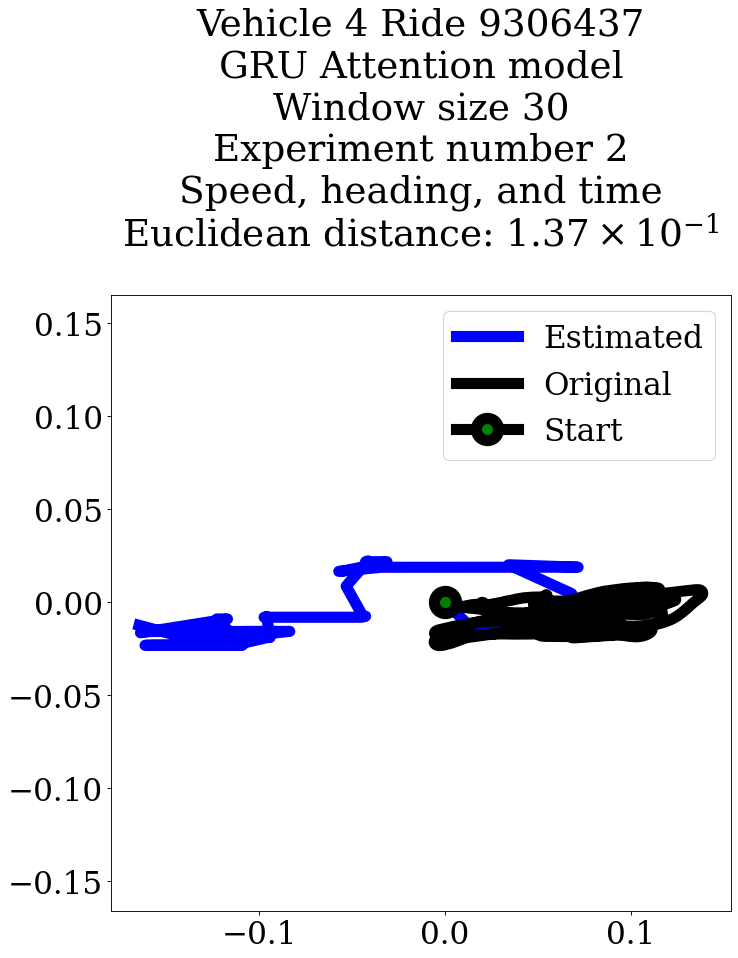 Vehicle 4 Ride 9306437
GRU Attention model
Window size 30
Experiment number 2
Speed, heading, and time
Euclidean distance: 1.37 × 10⁻¹
Estimated
Original
Start
0.15
0.10
0.05
0.00
−0.05
−0.10
−0.15
−0.1
0.0
0.1